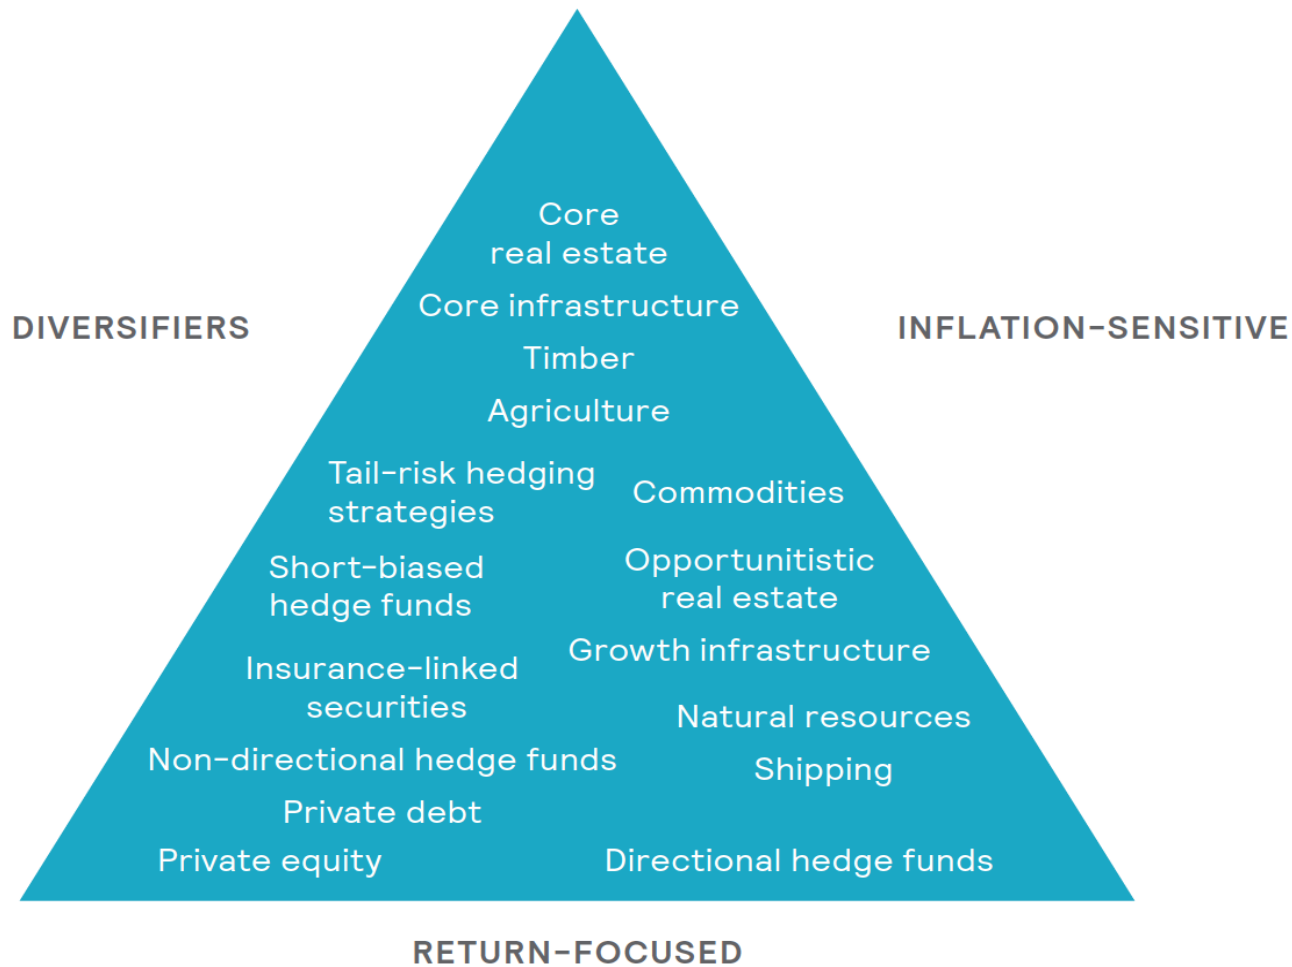 Core
real estate
Core infrastructure
DIVERSIFIERS
INFLATION-SENSITIVE
Timber
Agriculture
Tail-risk hedging
strategies
Commodities
Short-biased
hedge funds
Opportunitistic
real estate
Growth infrastructure
Insurance-linked
securities
Natural resources
Non-directional hedge funds
Shipping
Private debt
Private equity
Directional hedge funds
RETURN-FOCUSED